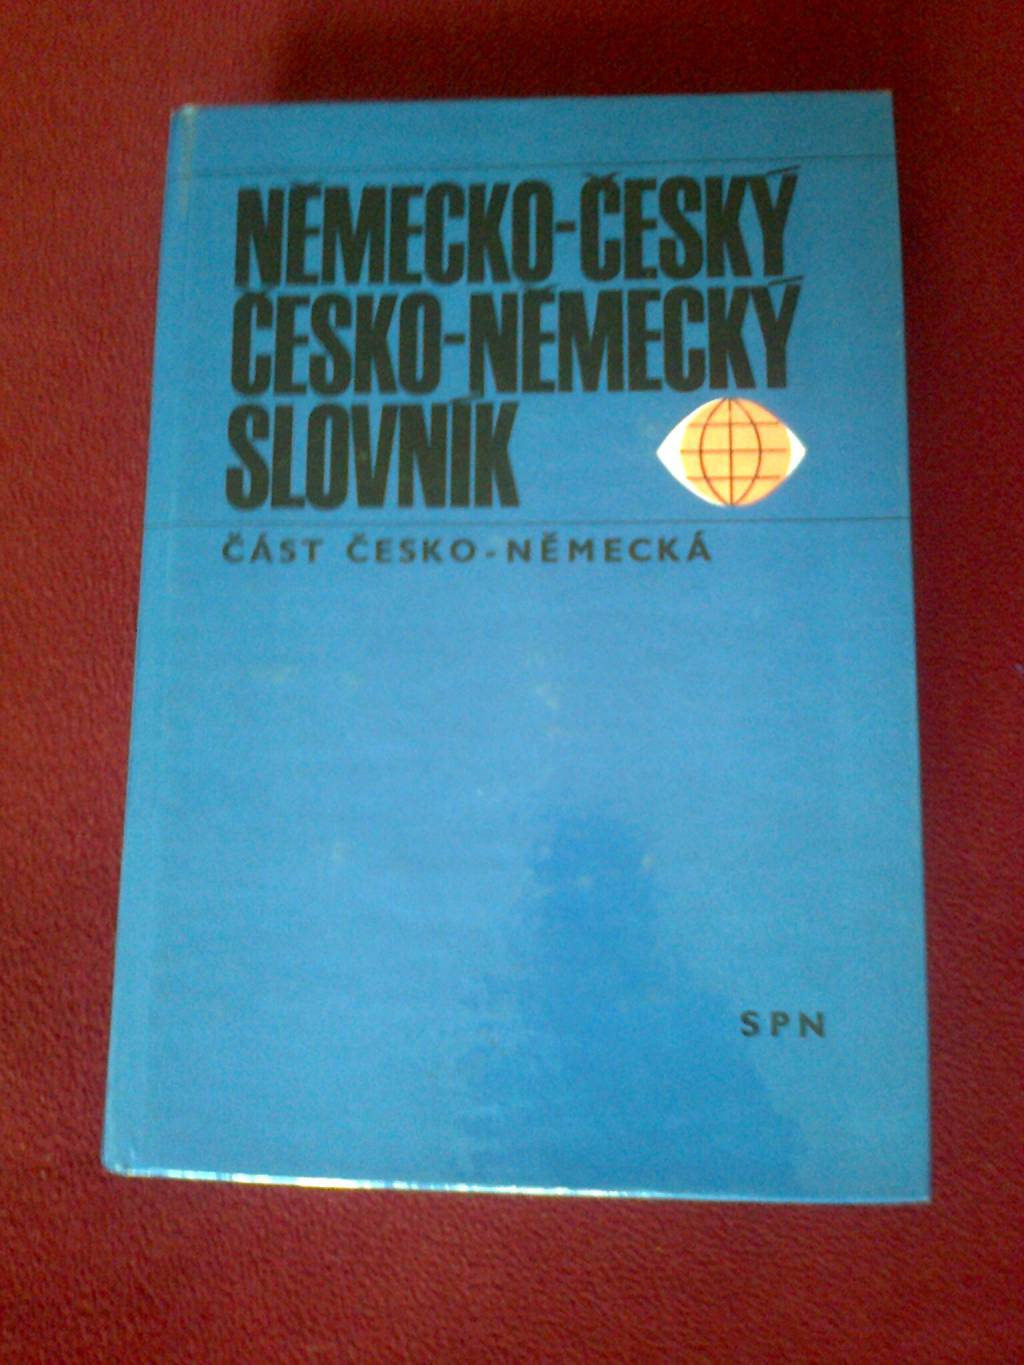 NĚMECKO-ČESKÝ
ČESKO-NĚMECKÝ
SLOVNÍK
ČÁST ČESKO-NĚMECKÁ
SPN